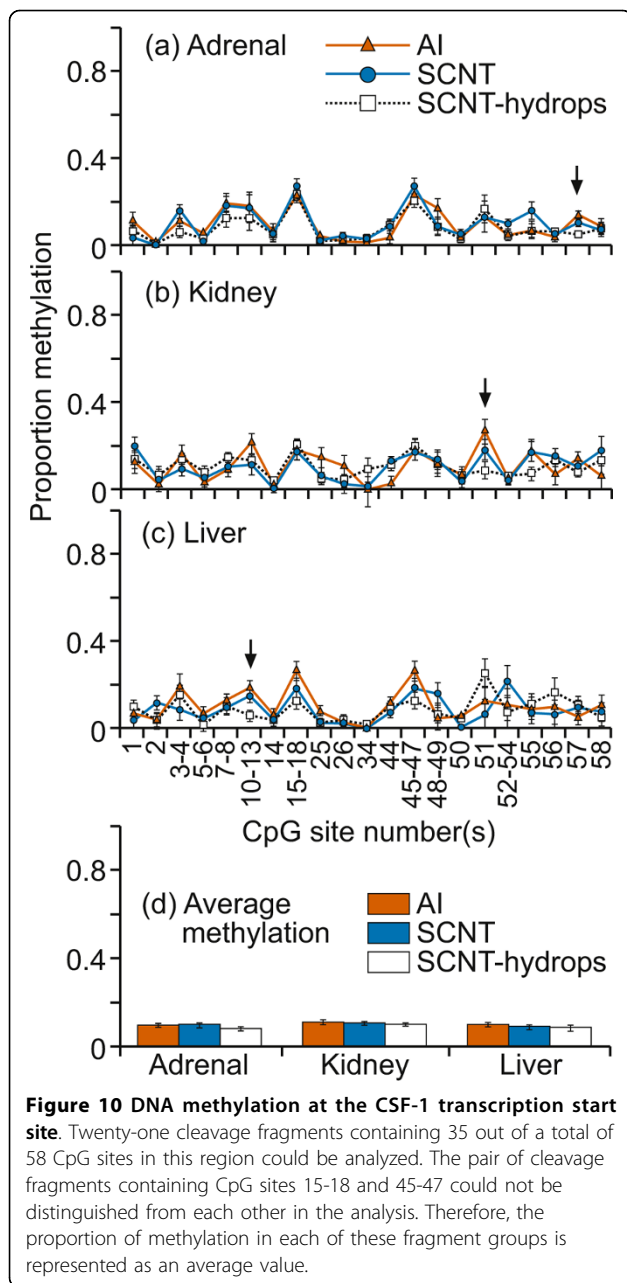 (a) Adrenal
AI
SCNT
SCNT-hydrops
0.8
0.4
0
(b) Kidney
0.8
0.4
0
Proportion methylation
(c) Liver
0.8
0.4
0
1
2
3-4
5-6
7-8
10-13
14
15-18
25
26
34
44
45-47
48-49
50
51
52-54
55
56
57
58
CpG site number(s)
(d) Average
methylation
AI
SCNT
SCNT-hydrops
0.8
0.4
0
Adrenal
Kidney
Liver
Figure 10 DNA methylation at the CSF-1 transcription start
site. Twenty-one cleavage fragments containing 35 out of a total of
58 CpG sites in this region could be analyzed. The pair of cleavage
fragments containing CpG sites 15-18 and 45-47 could not be
distinguished from each other in the analysis. Therefore, the
proportion of methylation in each of these fragment groups is
represented as an average value.